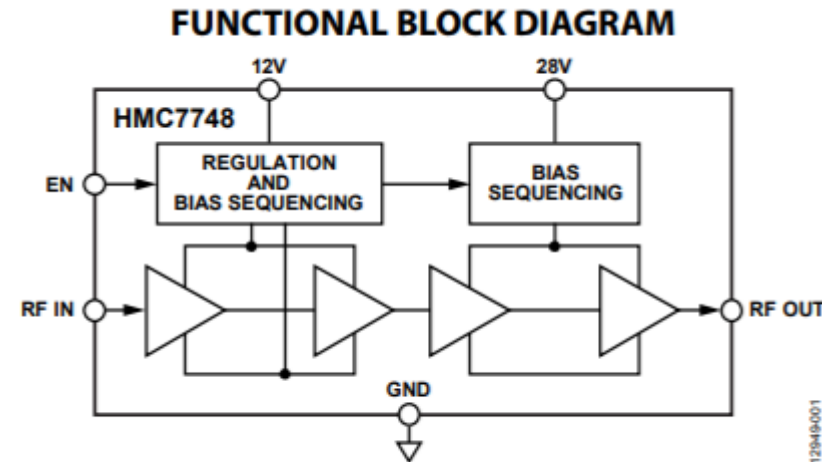 FUNCTIONAL BLOCK DIAGRAM
12V
28V
HMC7748
REGULATION
AND
BIAS SEQUENCING
BIAS
SEQUENCING
EN
RF IN
RF OUT
GND
12949-001